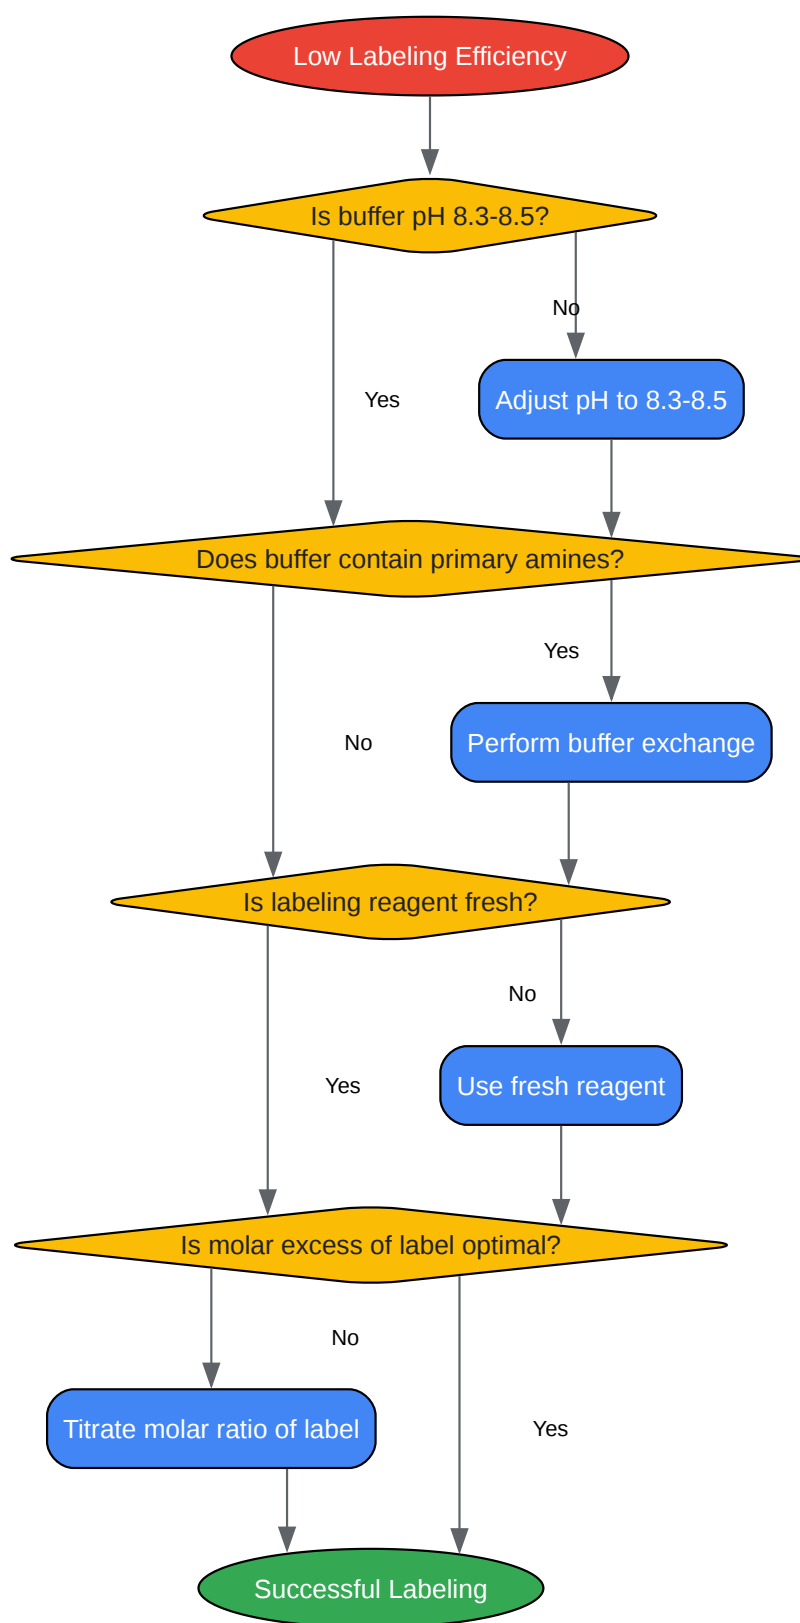 Low Labeling Efficiency
Is buffer pH 8.3-8.5?
No
Yes
Adjust pH to 8.3-8.5
Does buffer contain primary amines?
Yes
No
Perform buffer exchange
Is labeling reagent fresh?
No
Yes
Use fresh reagent
Is molar excess of label optimal?
No
Titrate molar ratio of label
Yes
Successful Labeling